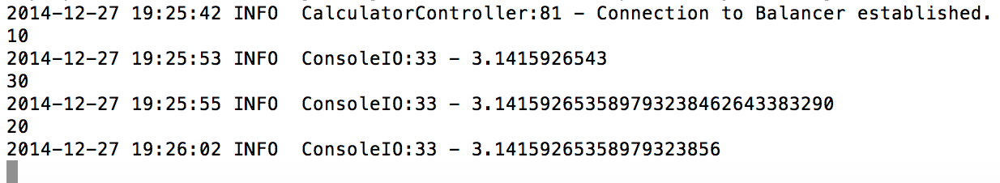 2014-12-27 19:25:42 INFO  CalculatorController:81 - Connection to Balancer established.
10
2014-12-27 19:25:53 INFO  ConsoleIO:33 - 3.1415926543
30
2014-12-27 19:25:55 INFO  ConsoleIO:33 - 3.141592653589793238462643383290
20
2014-12-27 19:26:02 INFO  ConsoleIO:33 - 3.14159265358979323856